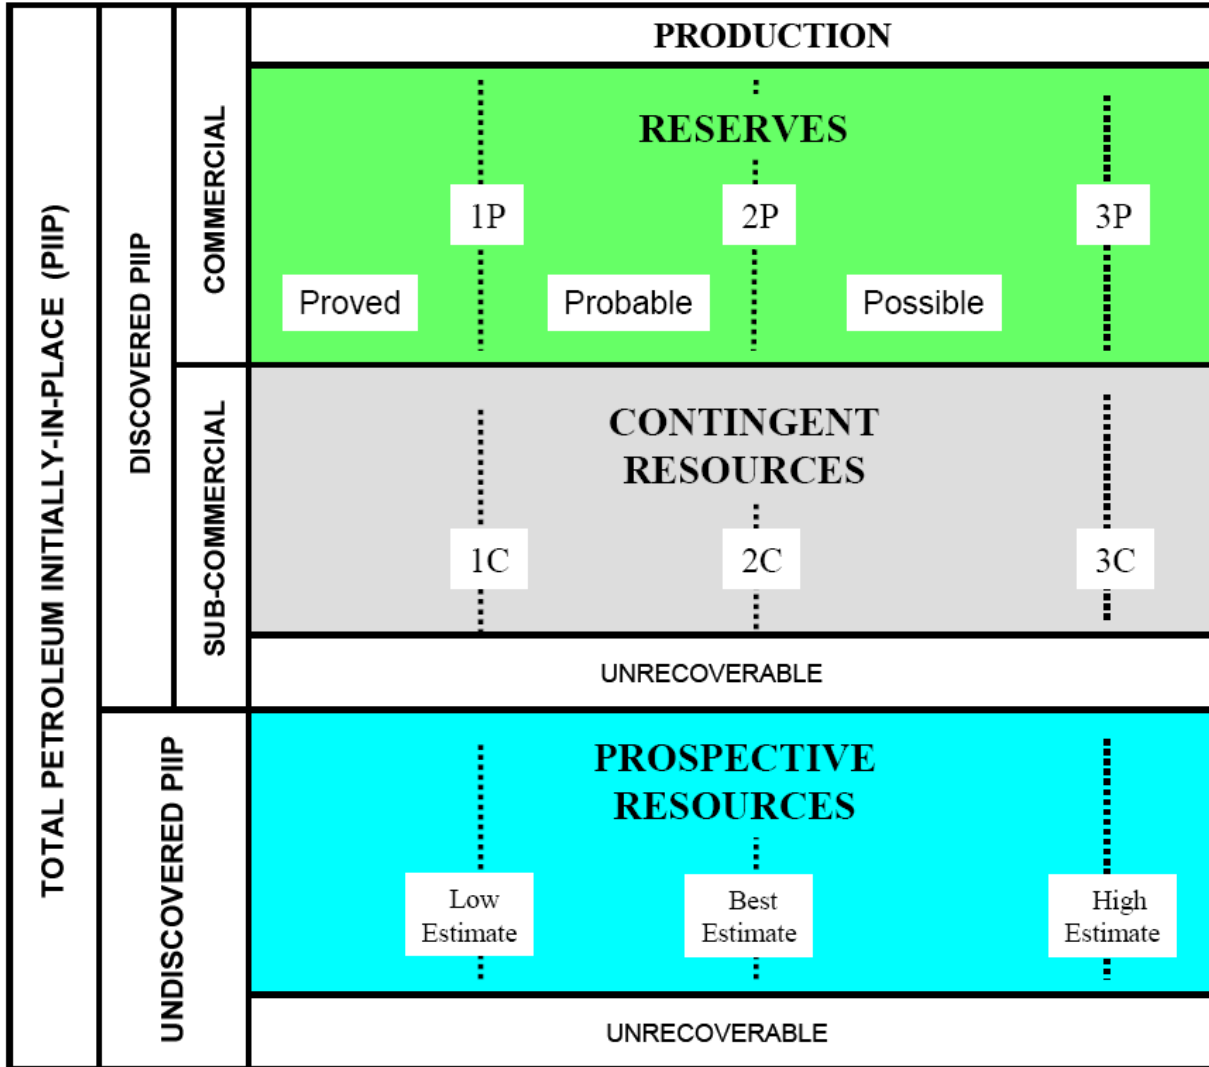 TOTAL PETROLEUM INITIALLY-IN-PLACE (PIIP)
DISCOVERED PIIP
COMMERCIAL
PRODUCTION
RESERVES
1P
2P
3P
Proved
Probable
Possible
SUB-COMMERCIAL
CONTINGENT
RESOURCES
1C
2C
3C
UNRECOVERABLE
UNDISCOVERED PIIP
PROSPECTIVE
RESOURCES
Low
Estimate
Best
Estimate
High
Estimate
UNRECOVERABLE